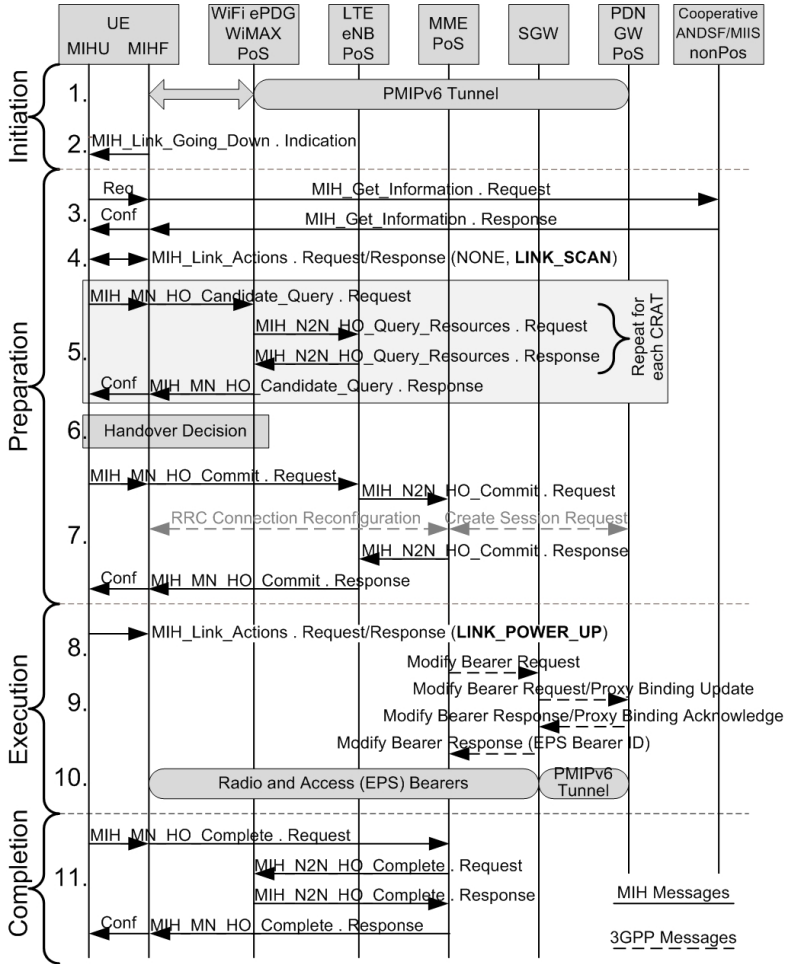 UE
MIHU MIHF
WiFi ePDG
WiMAX
PoS
LTE
eNB
PoS
MME
PoS
SGW
PDN
GW
PoS
Cooperative
ANDSF/MIIS
nonPos
Initiation
1.
PMIPv6 Tunnel
2.
MIH_Link_Going_Down . Indication
Preparation
3.
Req
MIH_Get_Information . Request
Conf
MIH_Get_Information . Response
4.
MIH_Link_Actions . Request/Response (NONE, LINK_SCAN)
5.
MIH_MN_HO_Candidate_Query . Request
MIH_N2N_HO_Query_Resources . Request
MIH_N2N_HO_Query_Resources . Response
Conf
MIH_MN_HO_Candidate_Query . Response
Repeat for
each CRAT
6.
Handover Decision
7.
MIH_MN_HO_Commit . Request
MIH_N2N_HO_Commit . Request
RRC Connection Reconfiguration
Create Session Request
MIH_N2N_HO_Commit . Response
Conf
MIH_MN_HO_Commit . Response
Execution
8.
MIH_Link_Actions . Request/Response (LINK_POWER_UP)
9.
Modify Bearer Request
Modify Bearer Request/Proxy Binding Update
Modify Bearer Response/Proxy Binding Acknowledge
Modify Bearer Response (EPS Bearer ID)
10.
Radio and Access (EPS) Bearers
PMIPv6
Tunnel
Completion
11.
MIH_MN_HO_Complete . Request
MIH_N2N_HO_Complete . Request
MIH_N2N_HO_Complete . Response
Conf
MIH_MN_HO_Complete . Response
MIH Messages
3GPP Messages